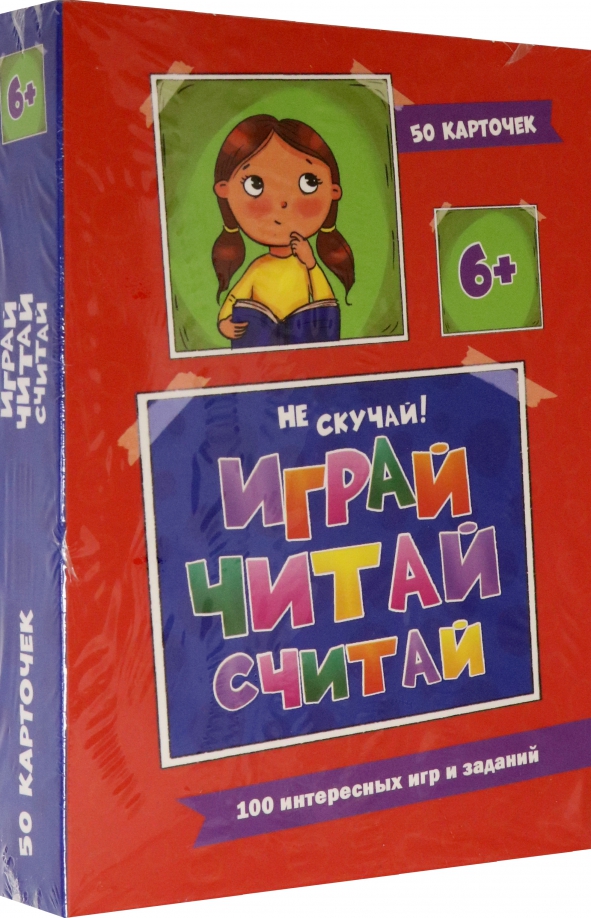 6+
ИГРАЙ
ЧИТАЙ
СЧИТАЙ
50 КАРТОЧЕК
50 КАРТОЧЕК
6+
НЕ СКУЧАЙ!
ИГРАЙ
ЧИТАЙ
СЧИТАЙ
100 интересных игр и заданий